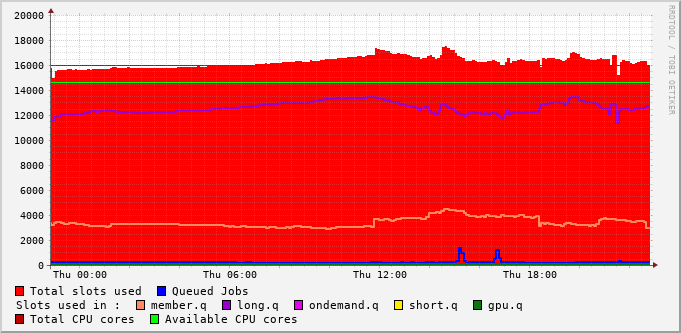 20000
18000
16000
14000
12000
10000
8000
6000
4000
2000
0
Thu 00:00 Thu 06:00 Thu 12:00 Thu 18:00
RRDTOOL / TOBI OETIKER
Total slots used Queued Jobs
Slots used in : member.q long.q ondemand.q short.q gpu.q
Total CPU cores Available CPU cores